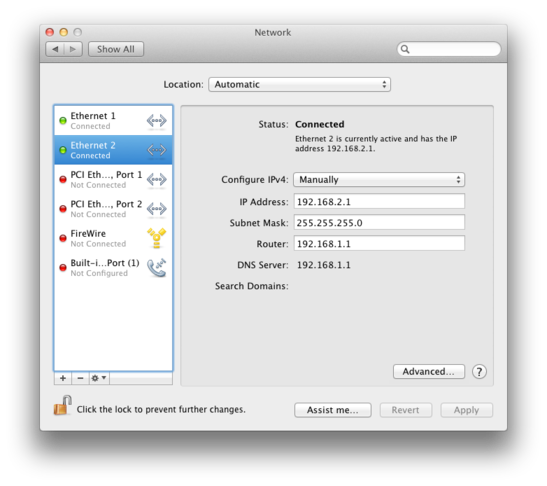 Network
Show All
Location: Automatic
Ethernet 1
Connected
Ethernet 2
Connected
PCI Eth..., Port 1
Not Connected
PCI Eth..., Port 2
Not Connected
FireWire
Not Connected
Built-i...Port (1)
Not Configured
Status: Connected
Ethernet 2 is currently active and has the IP
address 192.168.2.1.
Configure IPv4: Manually
IP Address: 192.168.2.1
Subnet Mask: 255.255.255.0
Router: 192.168.1.1
DNS Server: 192.168.1.1
Search Domains:
Advanced... ?
Click the lock to prevent further changes.
Assist me... Revert Apply